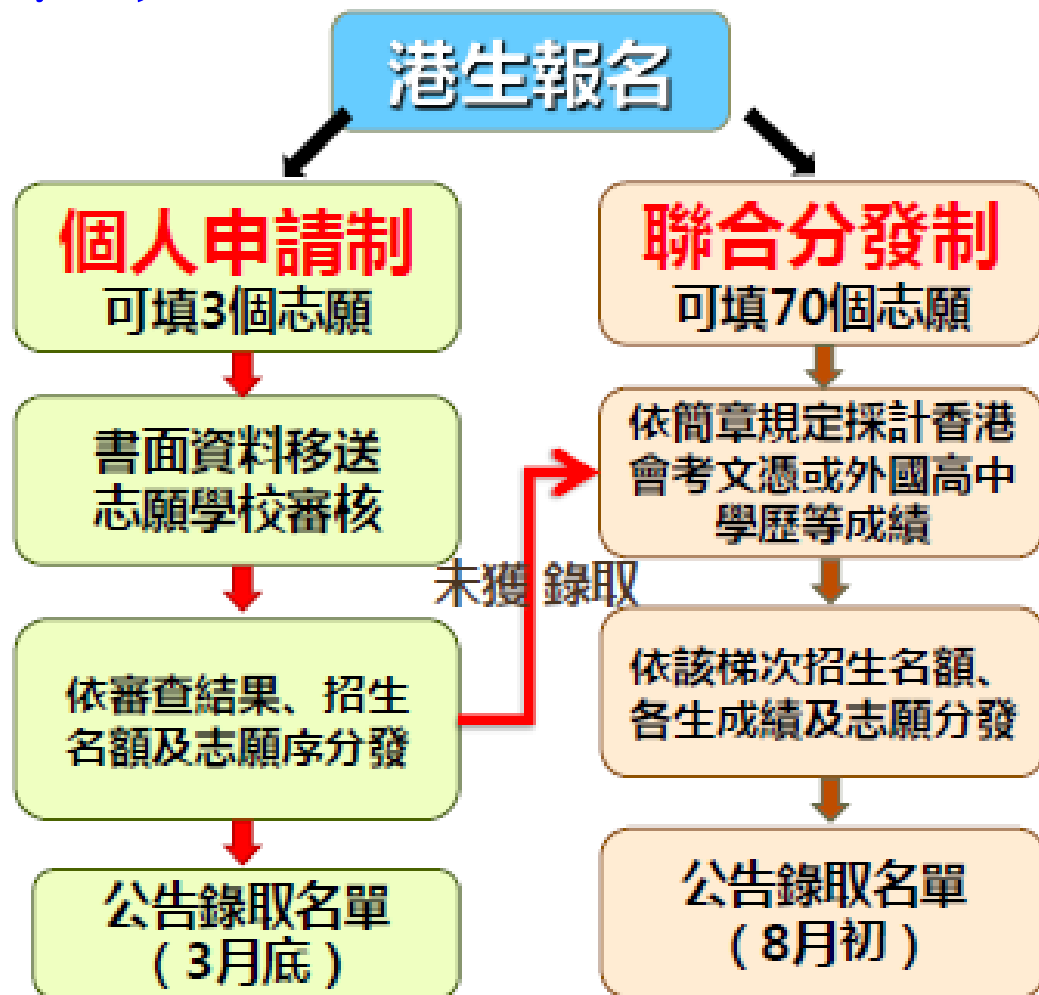 港生報名
個人申請制
可填3個志願
書面資料移送
志願學校審核
依審查結果、招生
名額及志願序分發
公告錄取名單
(3月底)
未獲 錄取
聯合分發制
可填70個志願
依簡章規定採計香港
會考文憑或外國高中
學歷等成績
依該梯次招生名額、
各生成績及志願分發
公告錄取名單
(8月初)